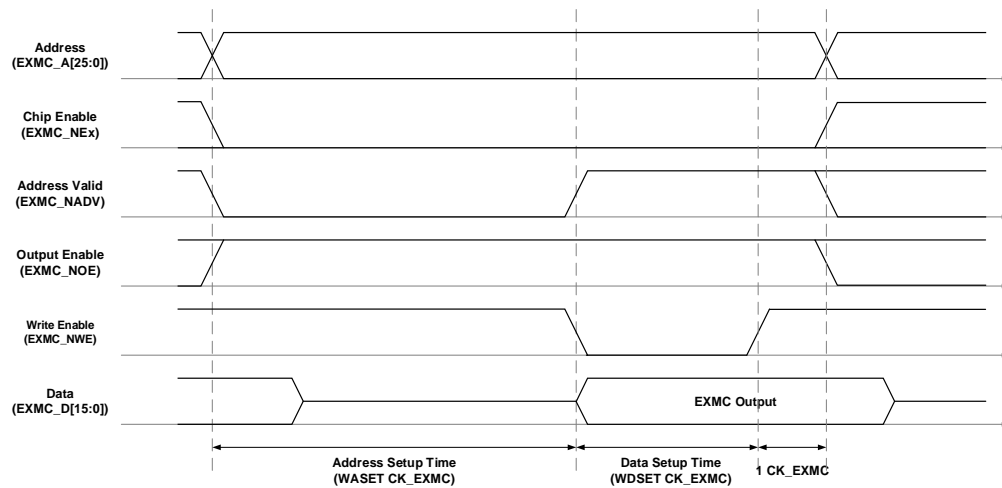 Address
(EXMC_A[25:0])
Chip Enable
(EXMC_NEx)
Address Valid
(EXMC_NADV)
Output Enable
(EXMC_NOE)
Write Enable
(EXMC_NWE)
Data
(EXMC_D[15:0])
EXMC Output
Address Setup Time
(WASET CK_EXMC)
Data Setup Time
(WDSET CK_EXMC)
1 CK_EXMC